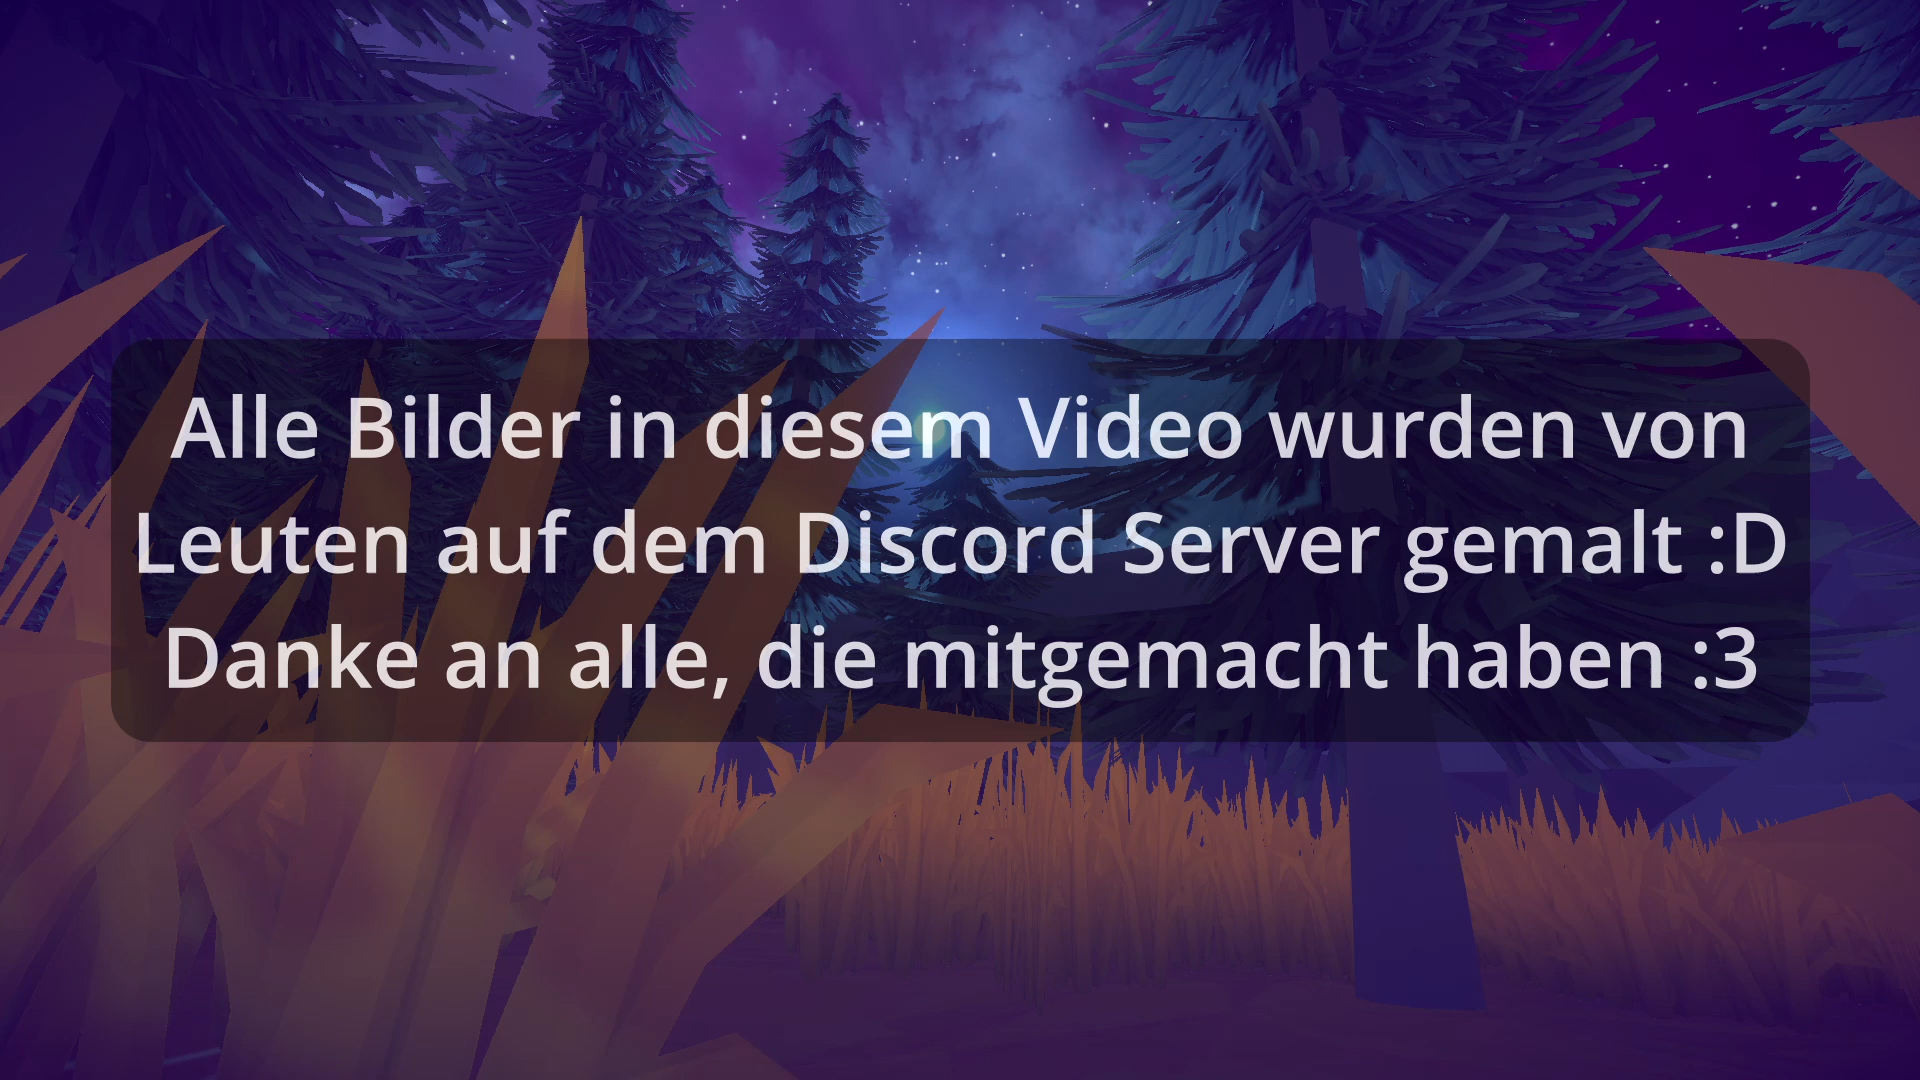 Alle Bilder in diesem Video wurden von
Leuten auf dem Discord Server gemalt :D
Danke an alle, die mitgemacht haben :3